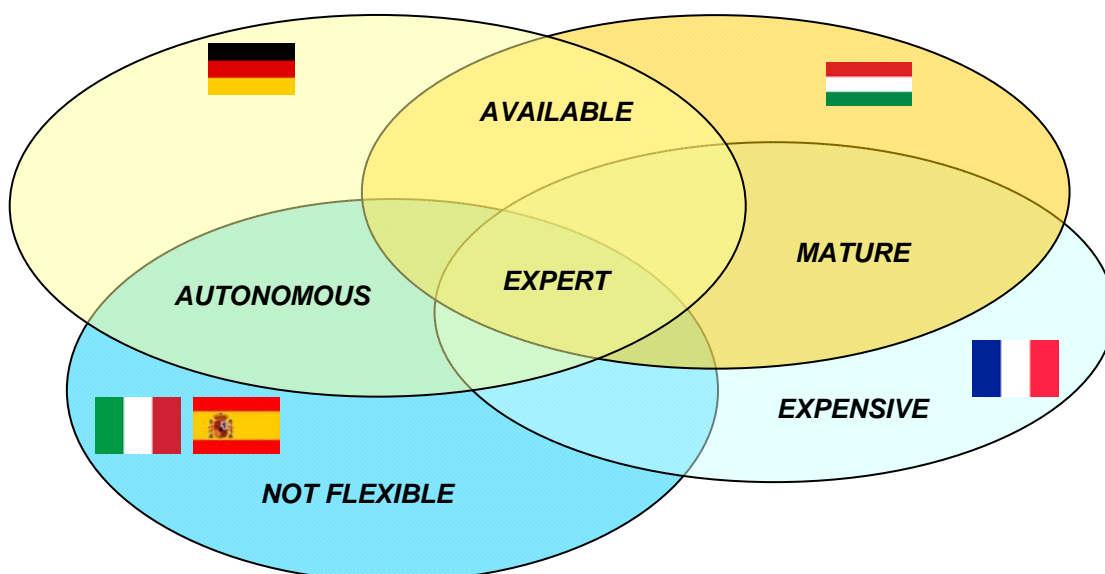 AVAILABLE
MATURE
EXPERT
AUTONOMOUS
EXPENSIVE
NOT FLEXIBLE